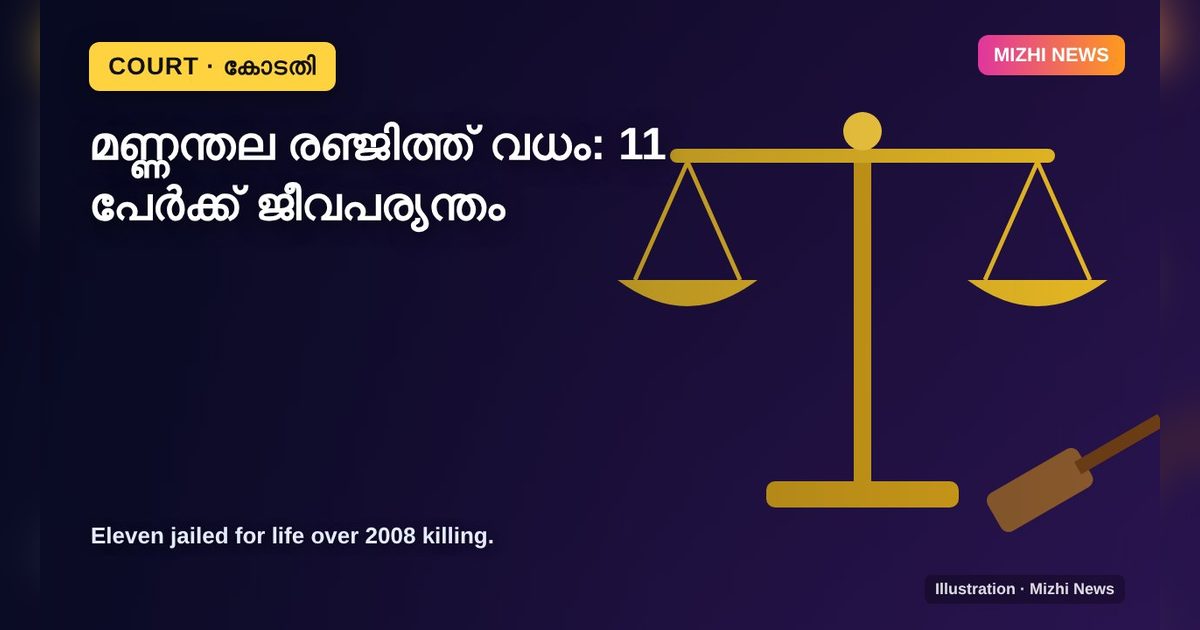 COURT · കോടതി
MIZHI NEWS
മണ്ണന്തല രഞ്ജിത്ത് വധം: 11
പേർക്ക് ജീവപര്യന്തം
Eleven jailed for life over 2008 killing.
Illustration · Mizhi News